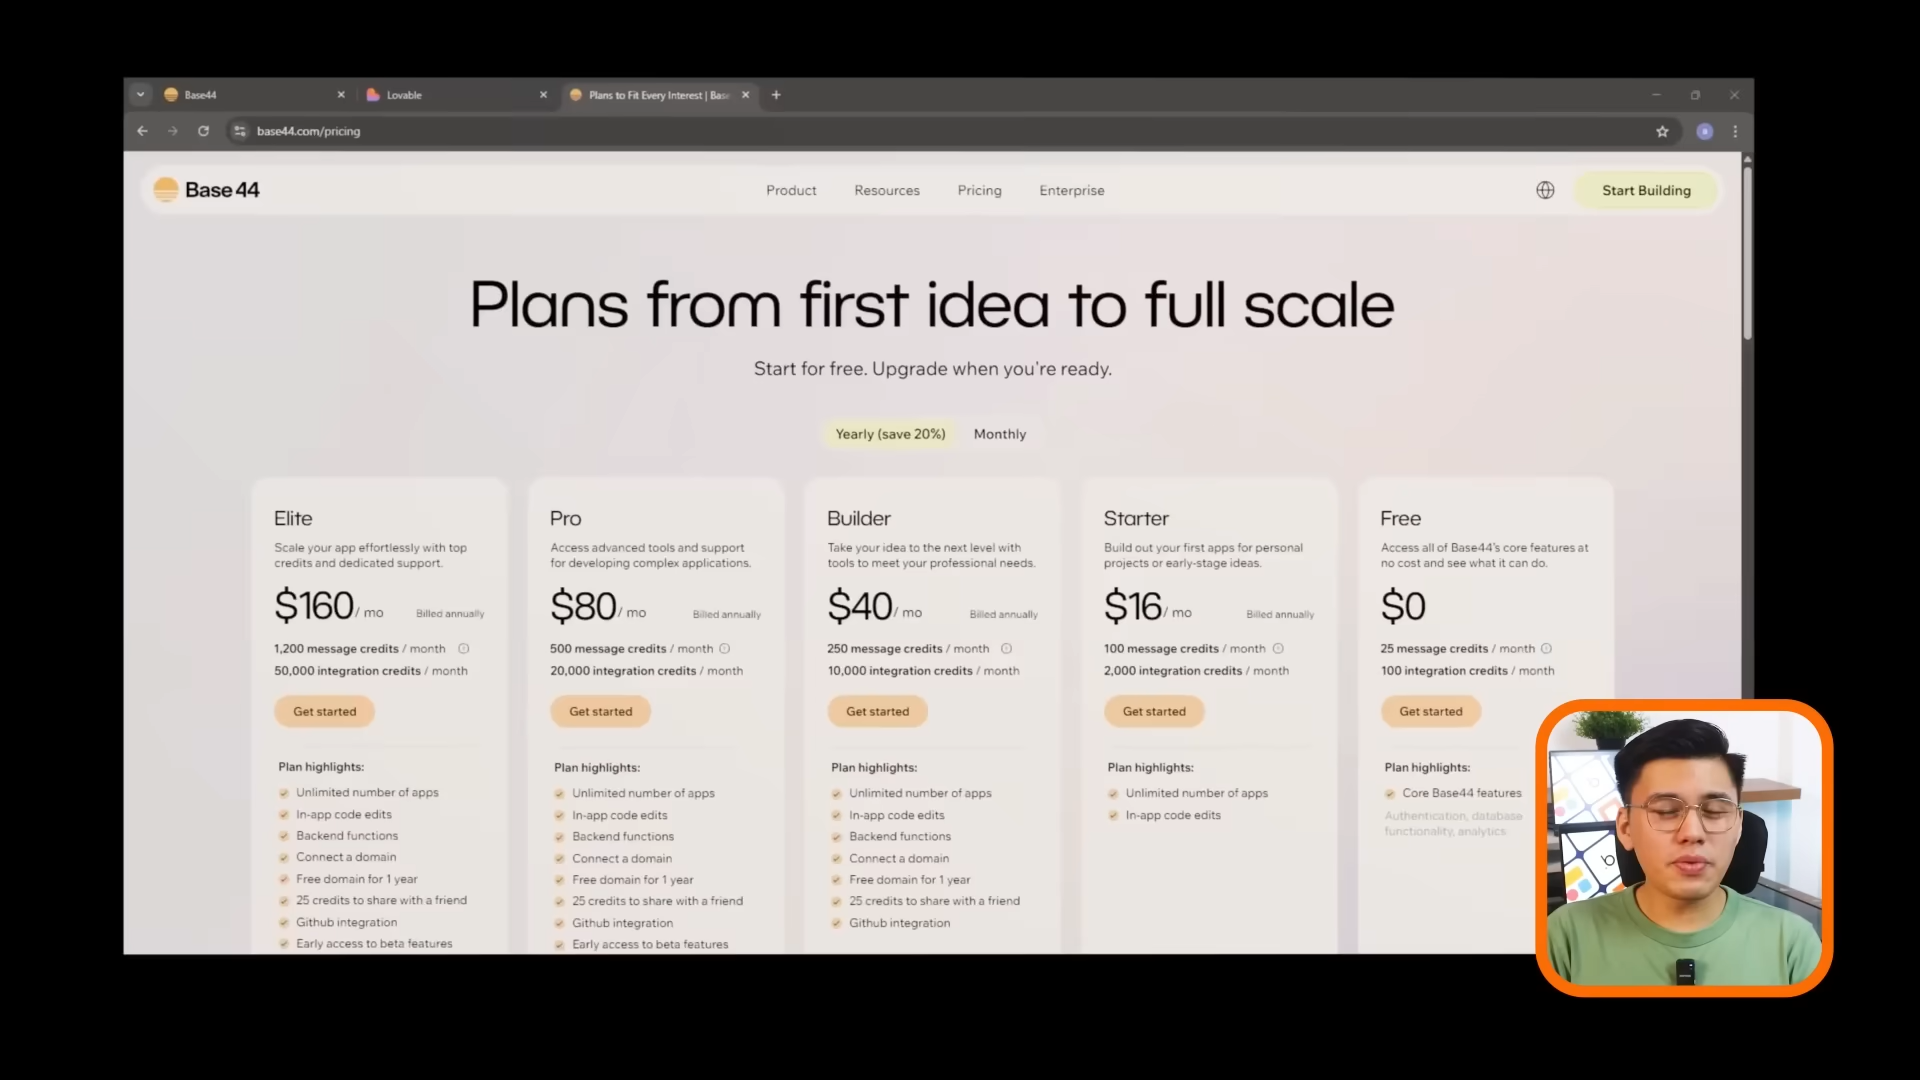 Base44
Lovable
Plans to Fit Every Interest | Base
base44.com/pricing
Base 44
Product
Resources
Pricing
Enterprise
Start Building
Plans from first idea to full scale
Start for free. Upgrade when you're ready.
Yearly (save 20%)
Monthly
Elite
Scale your app effortlessly with top
credits and dedicated support.
$160 / mo
Billed annually
1,200 message credits / month
50,000 integration credits / month
Get started
Plan highlights:
Unlimited number of apps
In-app code edits
Backend functions
Connect a domain
Free domain for 1 year
25 credits to share with a friend
Github integration
Early access to beta features
Pro
Access advanced tools and support
for developing complex applications.
$80 / mo
Billed annually
500 message credits / month
20,000 integration credits / month
Get started
Plan highlights:
Unlimited number of apps
In-app code edits
Backend functions
Connect a domain
Free domain for 1 year
25 credits to share with a friend
Github integration
Early access to beta features
Builder
Take your idea to the next level with
tools to meet your professional needs.
$40 / mo
Billed annually
250 message credits / month
10,000 integration credits / month
Get started
Plan highlights:
Unlimited number of apps
In-app code edits
Backend functions
Connect a domain
Free domain for 1 year
25 credits to share with a friend
Github integration
Starter
Build out your first apps for personal
projects or early-stage ideas.
$16 / mo
Billed annually
100 message credits / month
2,000 integration credits / month
Get started
Plan highlights:
Unlimited number of apps
In-app code edits
Free
Access all of Base44's core features at
no cost and see what it can do.
$0
25 message credits / month
100 integration credits / month
Get started
Plan highlights:
Core Base44 features
Authentication, database
functionality, analytics